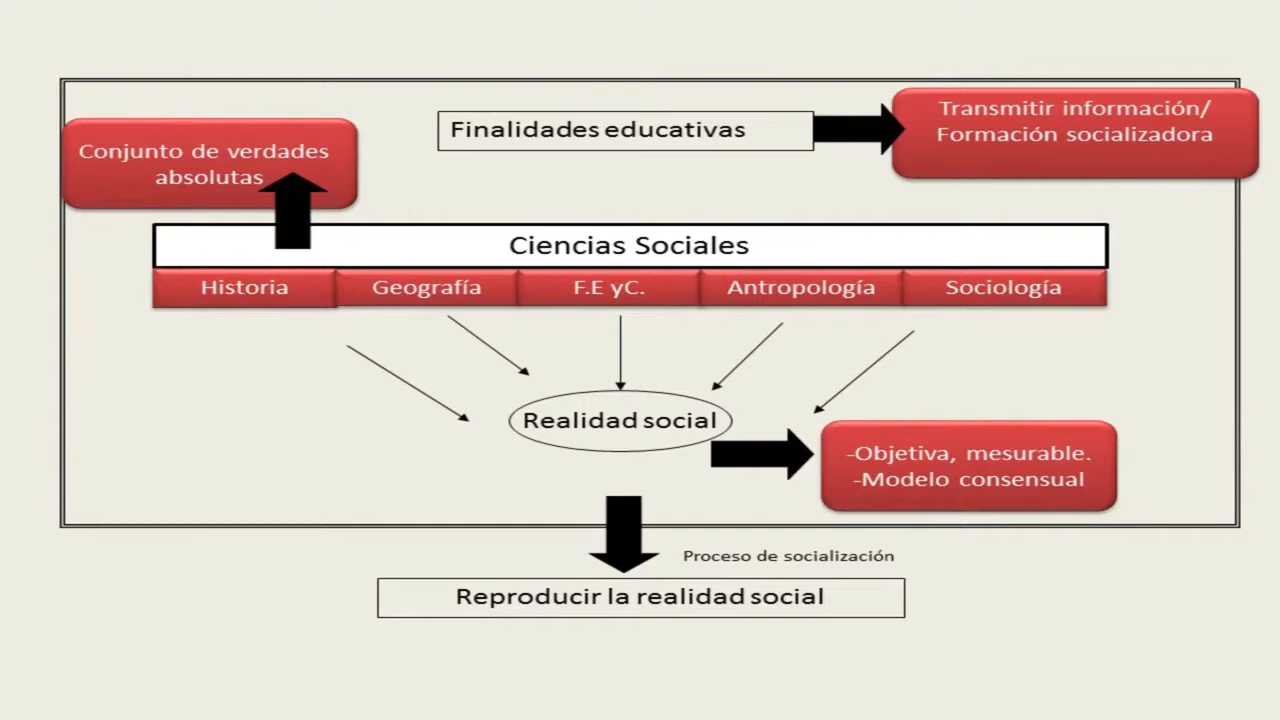 Finalidades educativas
Transmitir información/
Formación socializadora
Conjunto de verdades
absolutas
Ciencias Sociales
Historia
Geografía
F.E yC.
Antropología
Sociología
Realidad social
-Objetiva, mesurable.
-Modelo consensual
Proceso de socialización
Reproducir la realidad social